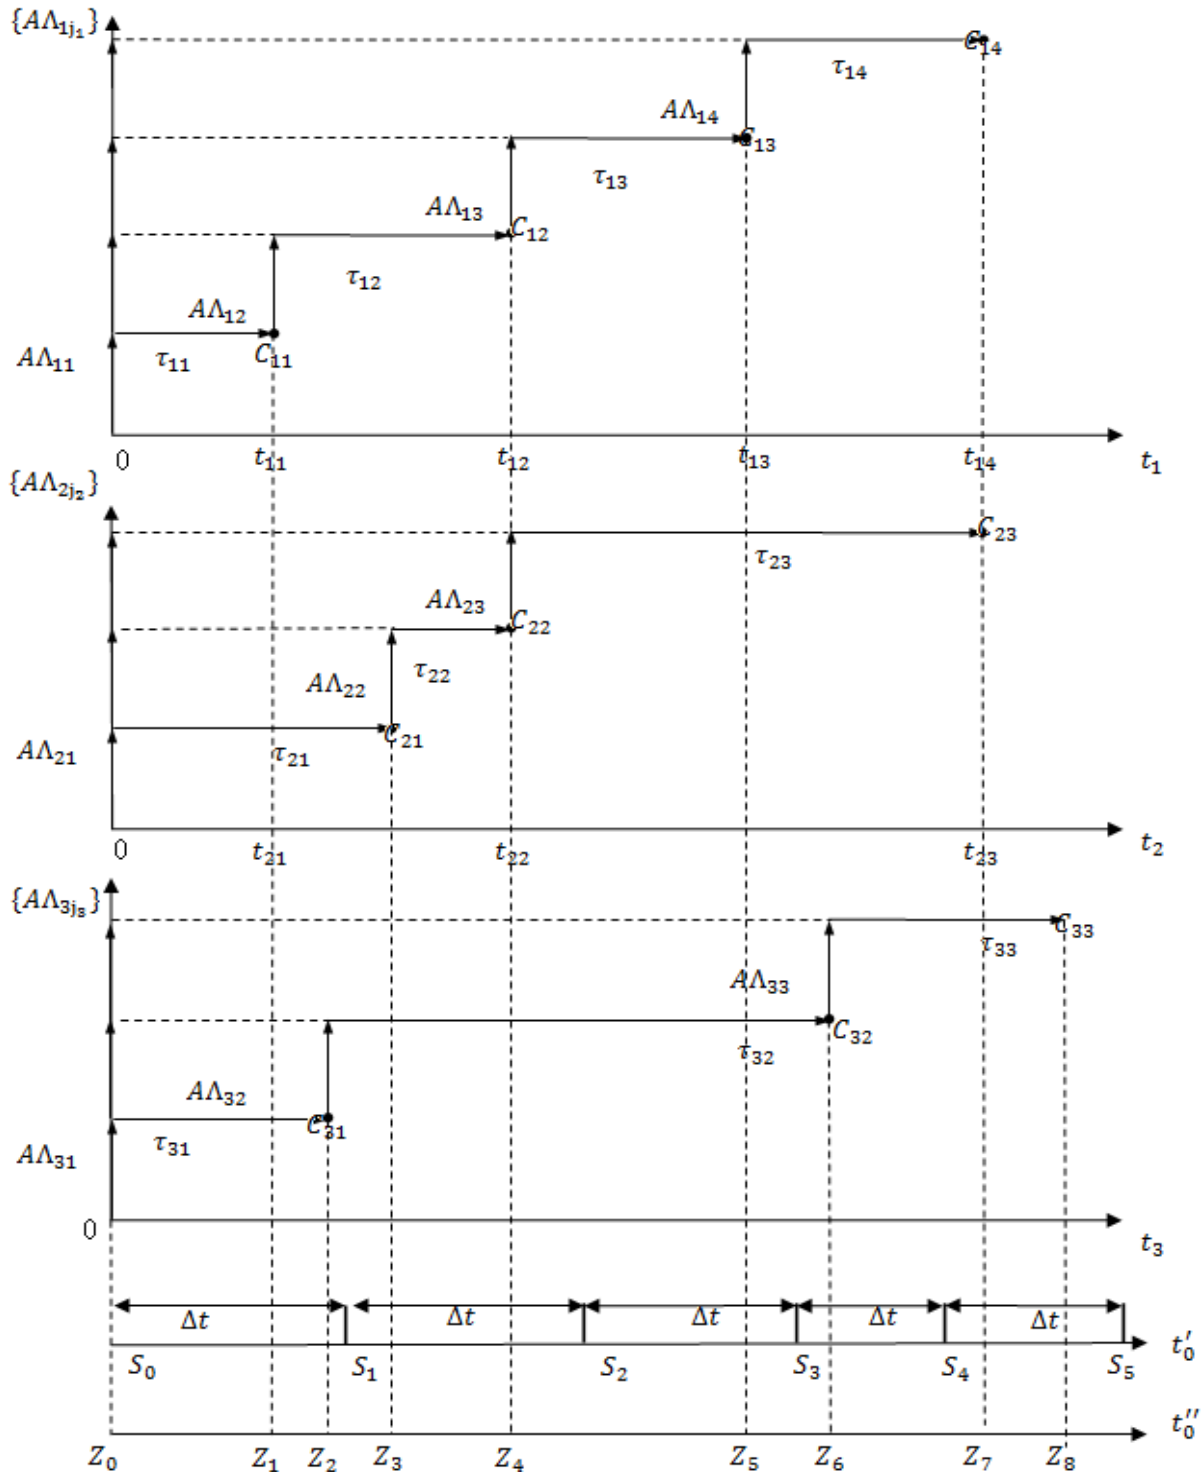 {AΛ₁ⱼ₁}
C₁₄
τ₁₄
AΛ₁₄
C₁₃
τ₁₃
AΛ₁₃
C₁₂
τ₁₂
AΛ₁₂
AΛ₁₁ τ₁₁ C₁₁
0 t₁₁ t₁₂ t₁₃ t₁₄ t₁
{AΛ₂ⱼ₂}
C₂₃
τ₂₃
AΛ₂₃
C₂₂
τ₂₂
AΛ₂₂
C₂₁
AΛ₂₁ τ₂₁
0 t₂₁ t₂₂ t₂₃ t₂
{AΛ₃ⱼ₃}
C₃₃
τ₃₃
AΛ₃₃
C₃₂
τ₃₂
AΛ₃₂
C₃₁
τ₃₁
AΛ₃₁
0 t₃
Δt Δt Δt Δt Δt
S₀ S₁ S₂ S₃ S₄ S₅ t₀′
t₀″
Z₀ Z₁ Z₂ Z₃ Z₄ Z₅ Z₆ Z₇ Z₈